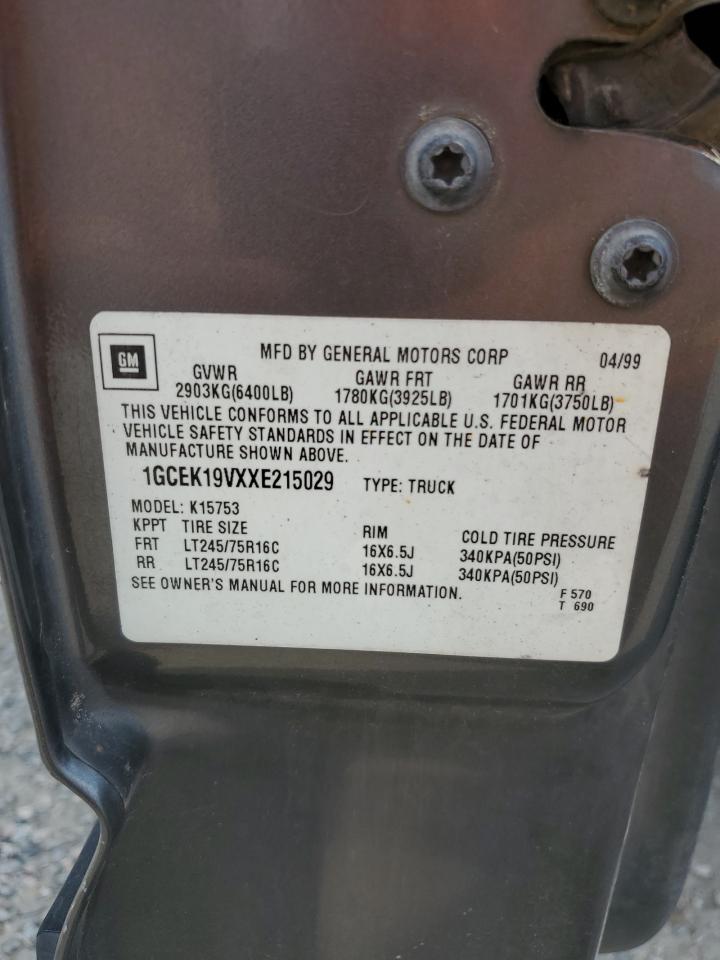 GM
MFD BY GENERAL MOTORS CORP 04/99
GVWR GAWR FRT GAWR RR
2903KG(6400LB) 1780KG(3925LB) 1701KG(3750LB)
THIS VEHICLE CONFORMS TO ALL APPLICABLE U.S. FEDERAL MOTOR
VEHICLE SAFETY STANDARDS IN EFFECT ON THE DATE OF
MANUFACTURE SHOWN ABOVE.
1GCEK19VXXE215029 TYPE: TRUCK
MODEL: K15753
KPPT TIRE SIZE RIM COLD TIRE PRESSURE
FRT LT245/75R16C 16X6.5J 340KPA(50PSI)
RR LT245/75R16C 16X6.5J 340KPA(50PSI)
SEE OWNER'S MANUAL FOR MORE INFORMATION.
F 570
T 690